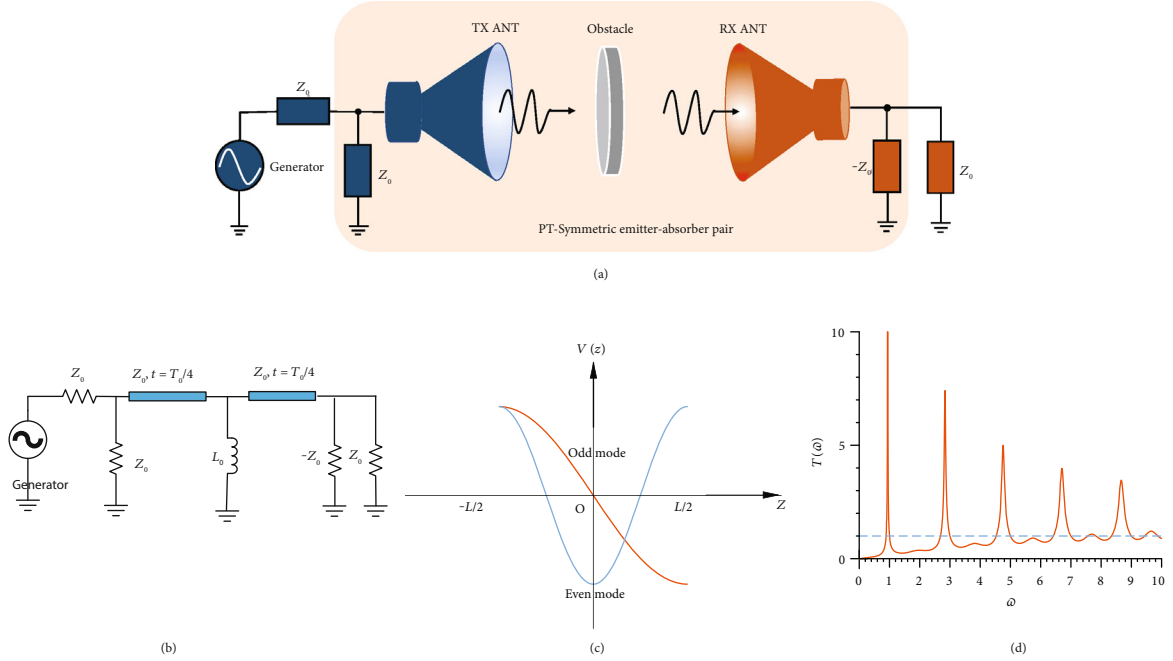 TX ANT
Obstacle
RX ANT
Z₀
Generator
Z₀
-Z₀
Z₀
PT-Symmetric emitter-absorber pair
(a)
Z₀
Z₀, t = T₀/4
Z₀, t = T₀/4
Z₀
L₀
-Z₀
Z₀
Generator
(b)
V (z)
Odd mode
-L/2
O
L/2
Z
Even mode
(c)
10
5
0
T (ϖ)
0 1 2 3 4 5 6 7 8 9 10
ϖ
(d)